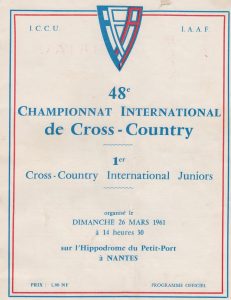 I.C.C.U.
I.A.A.F.
48e
CHAMPIONNAT INTERNATIONAL
de Cross-Country
1er
Cross-Country International Juniors
organisé le
DIMANCHE 26 MARS 1961
à 14 heures 30
sur l'Hippodrome du Petit-Port
à NANTES
PRIX : 1,00 NF
PROGRAMME OFFICIEL